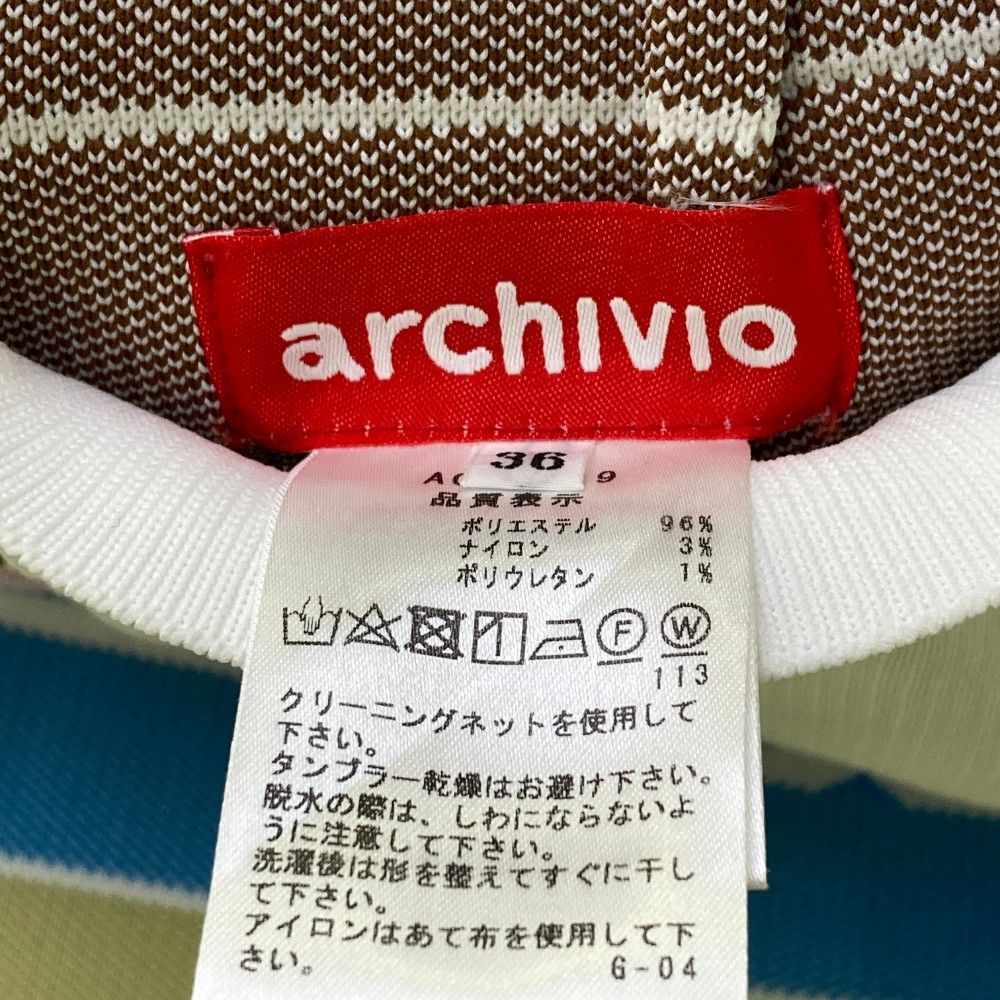 archivio
36
9
品質表示
ポリエステル 96%
ナイロン 3%
ポリウレタン 1%
F W
113
クリーニングネットを使用して
下さい。
タンブラー乾燥はお避け下さい。
脱水の際は、しわにならないよ
うに注意して下さい。
洗濯後は形を整えてすぐに干し
て下さい。
アイロンはあて布を使用して下
さい。 G-04